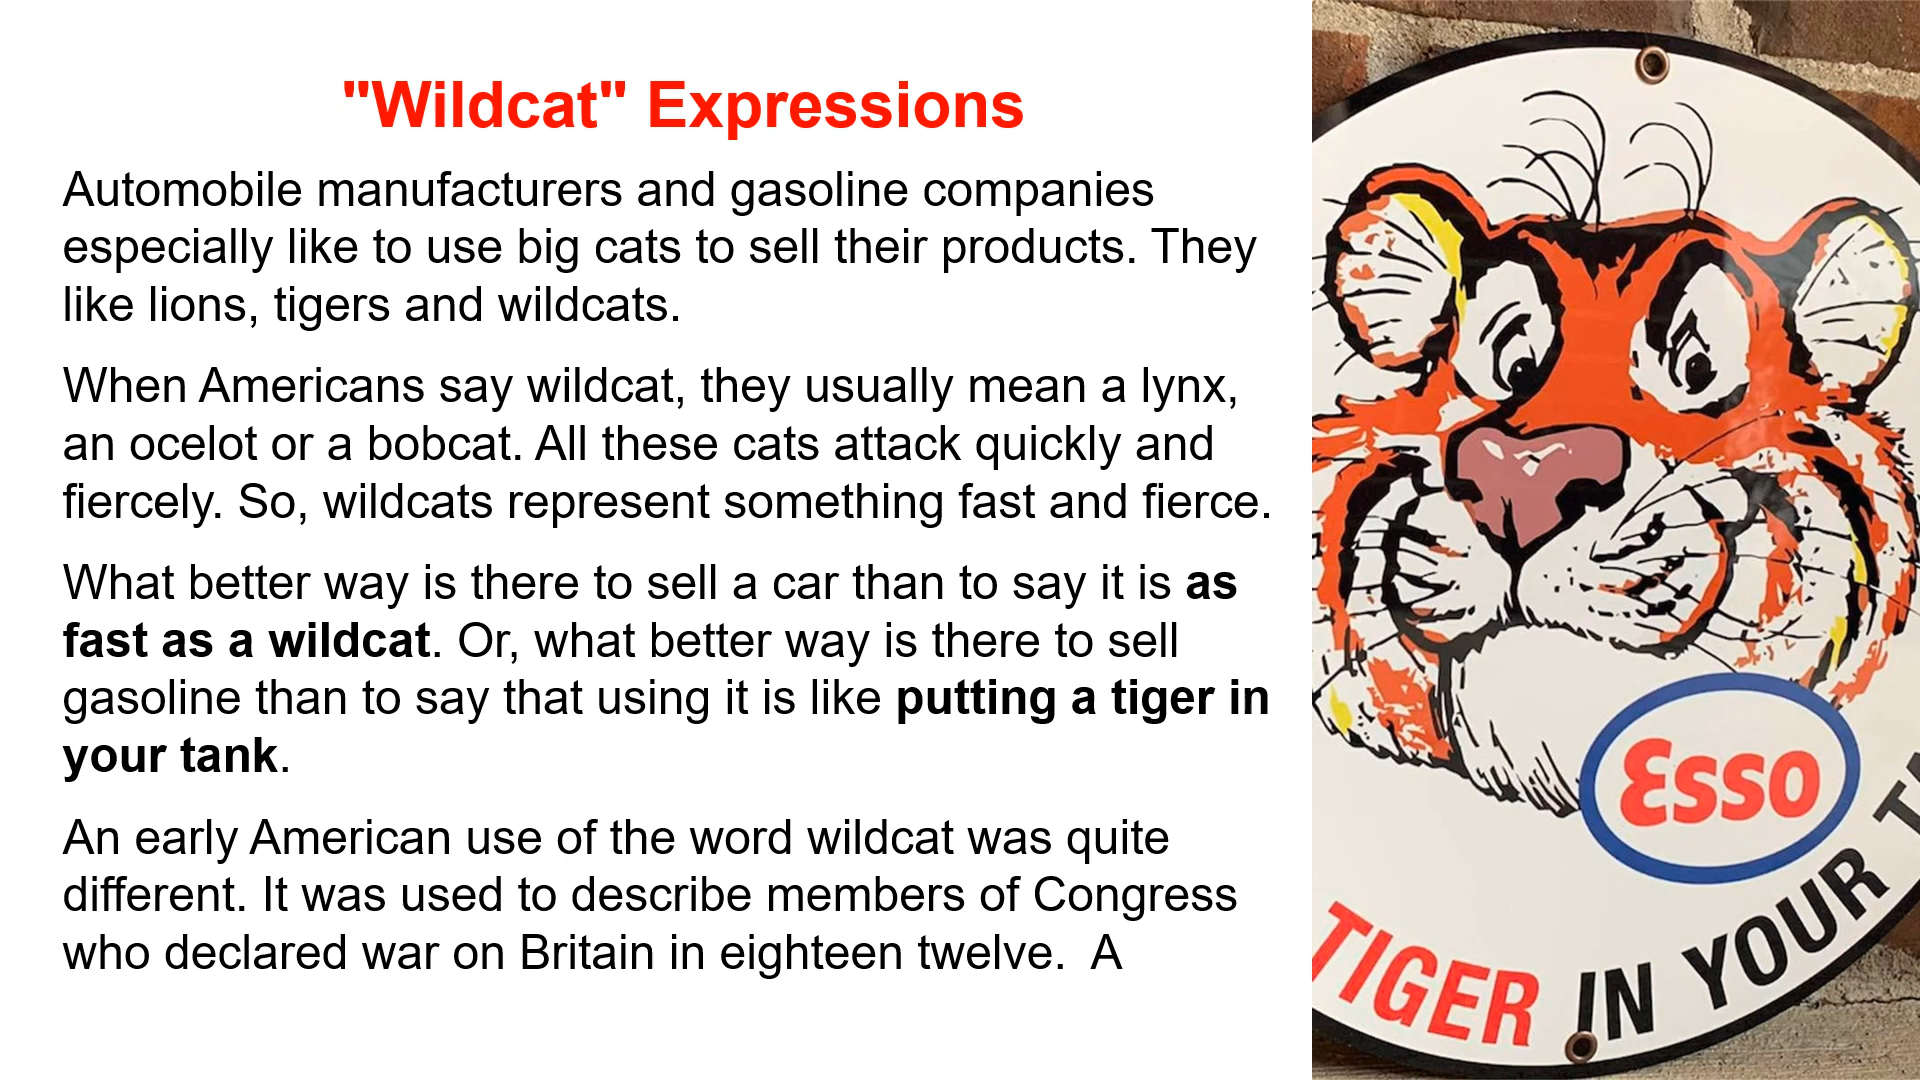 "Wildcat" Expressions
Automobile manufacturers and gasoline companies
especially like to use big cats to sell their products. They
like lions, tigers and wildcats.
When Americans say wildcat, they usually mean a lynx,
an ocelot or a bobcat. All these cats attack quickly and
fiercely. So, wildcats represent something fast and fierce.
What better way is there to sell a car than to say it is as
fast as a wildcat. Or, what better way is there to sell
gasoline than to say that using it is like putting a tiger in
your tank.
An early American use of the word wildcat was quite
different. It was used to describe members of Congress
who declared war on Britain in eighteen twelve.  A
Esso
TIGER IN YOUR